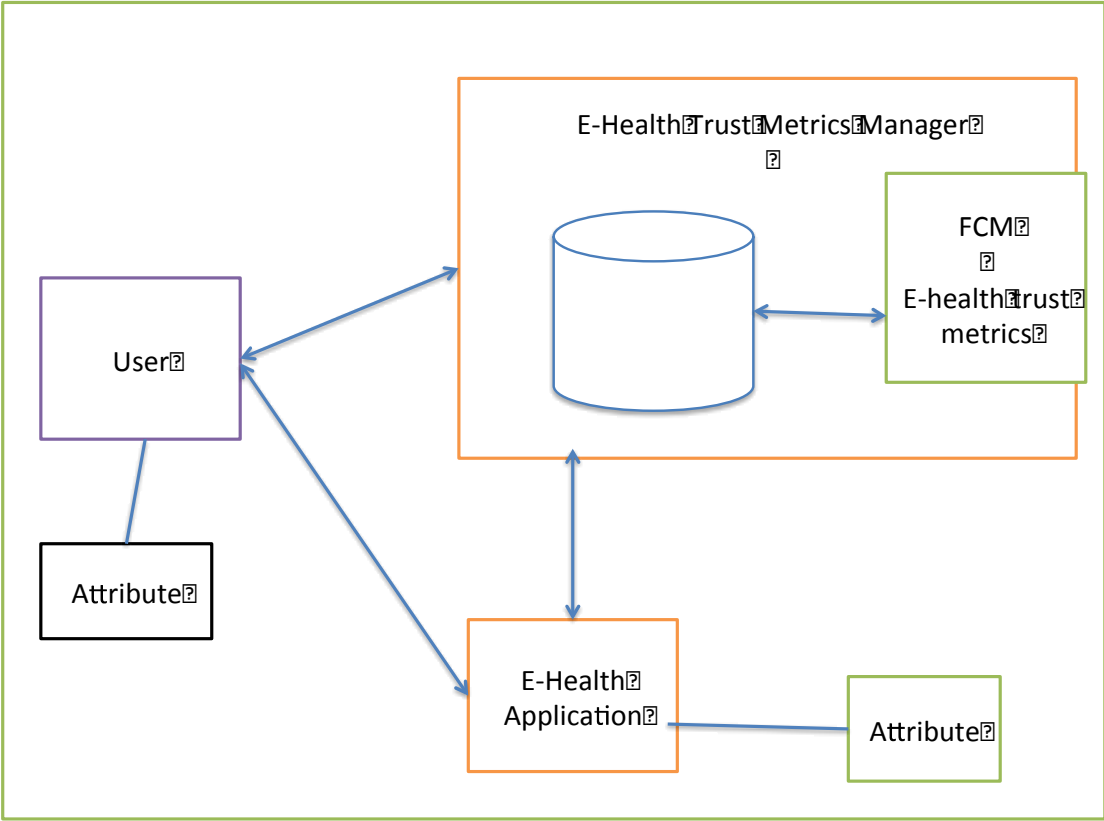 E-Health Trust Metrics Manager
FCM
E-health trust
metrics
User
Attribute
E-Health
Application
Attribute